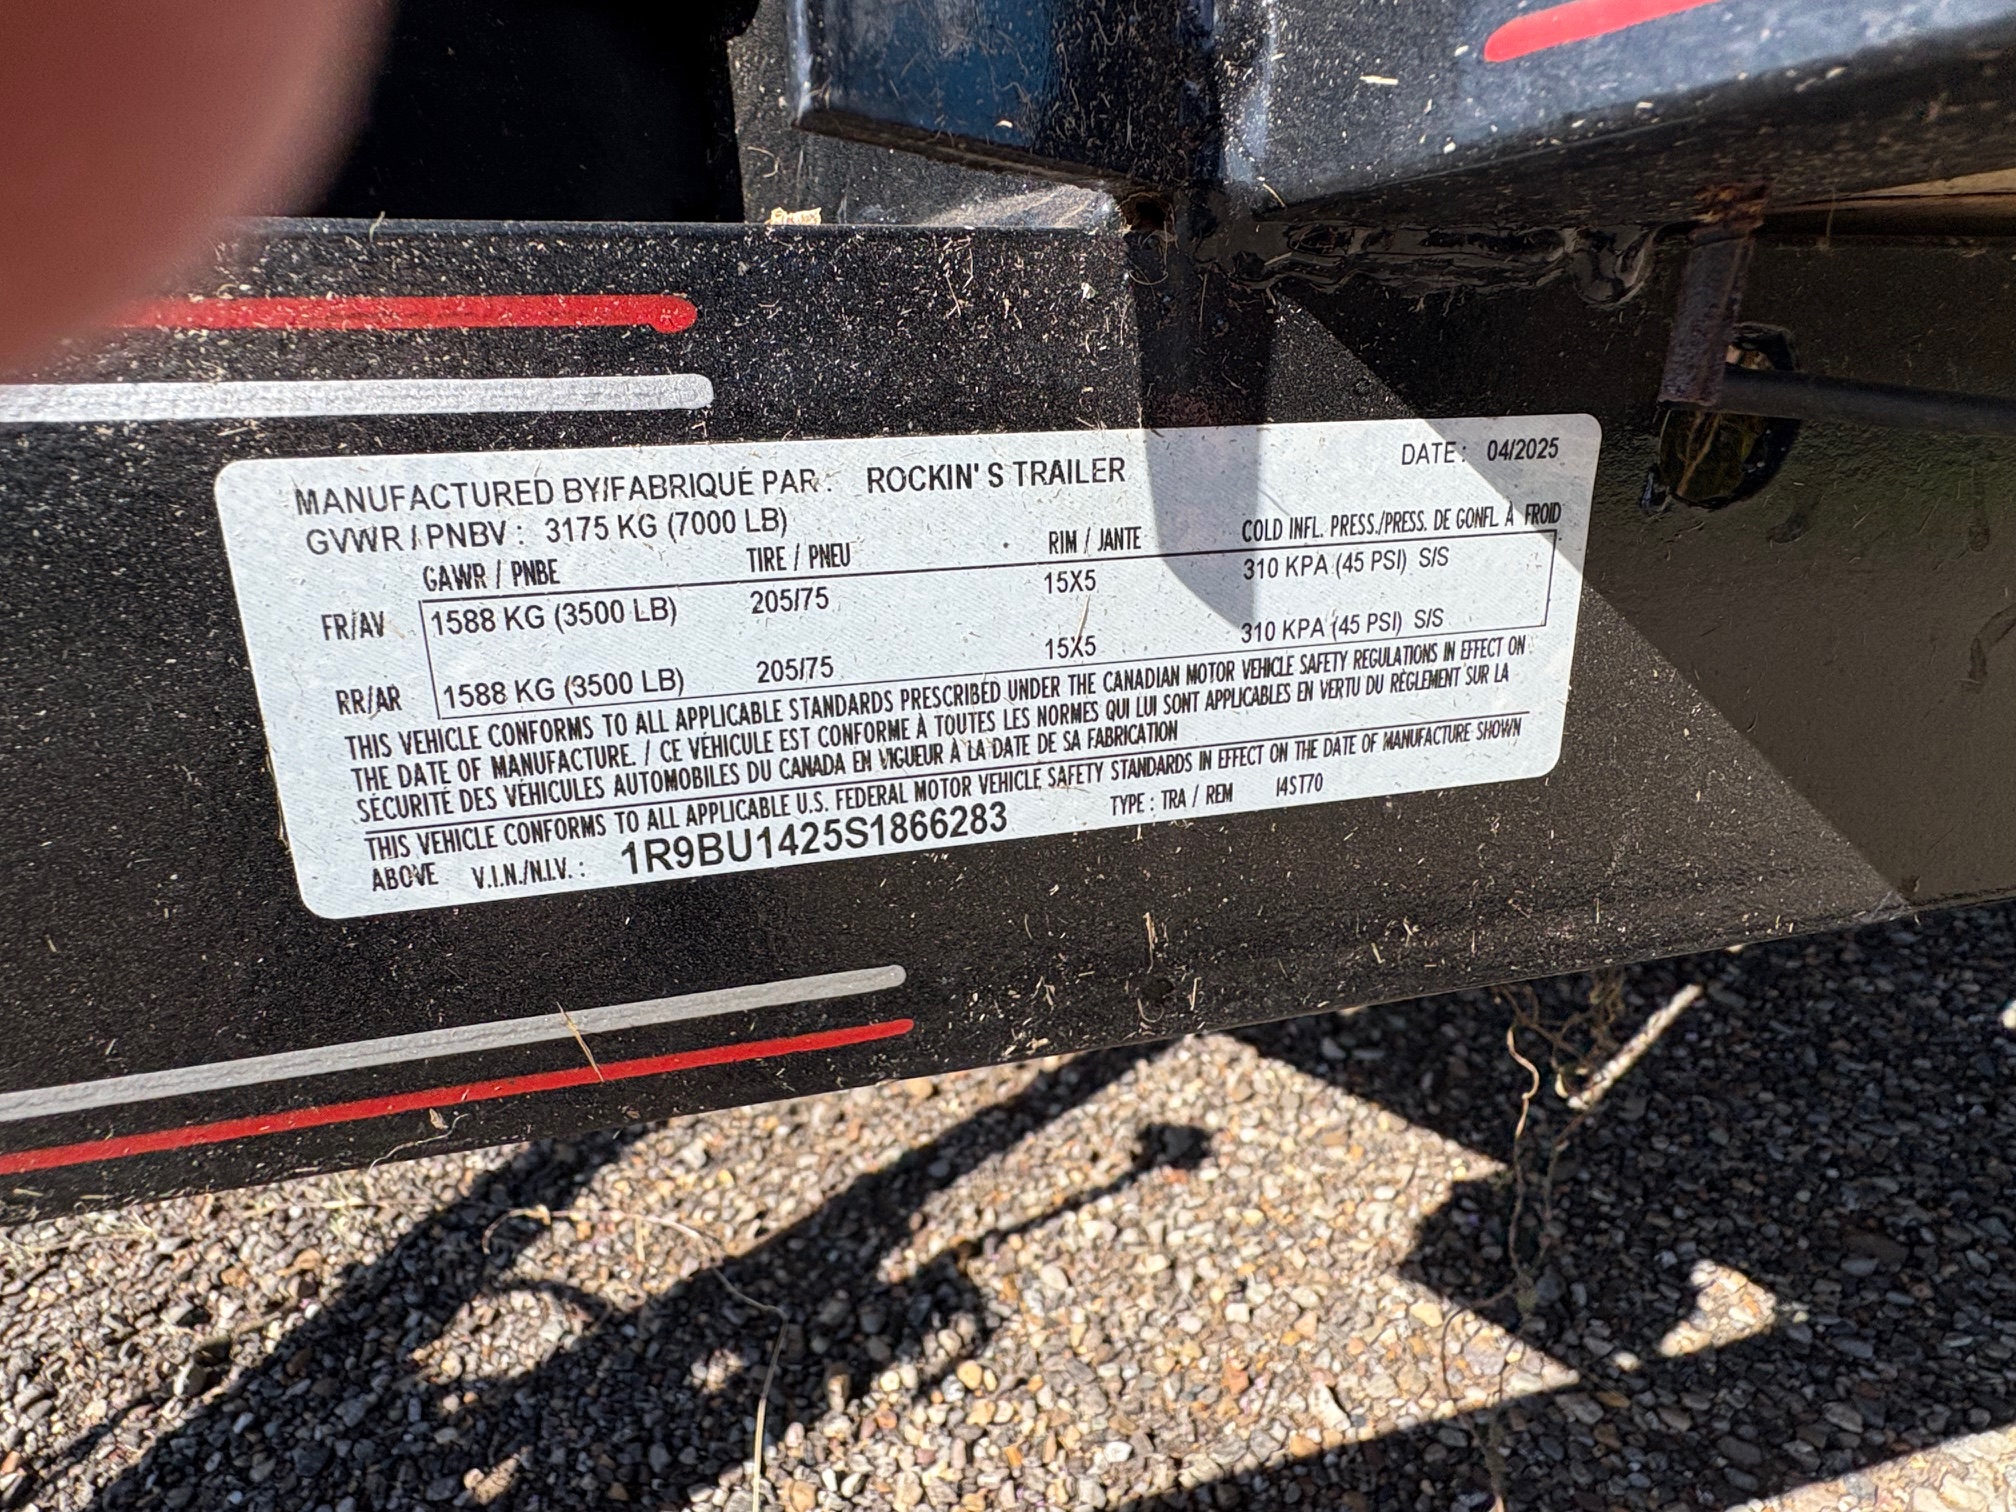 MANUFACTURED BY/FABRIQUÉ PAR : ROCKIN' S TRAILER DATE : 04/2025
GVWR / PNBV : 3175 KG (7000 LB)
GAWR / PNBE TIRE / PNEU RIM / JANTE COLD INFL. PRESS./PRESS. DE GONFL. À FROID
FR/AV 1588 KG (3500 LB) 205/75 15X5 310 KPA (45 PSI) S/S
RR/AR 1588 KG (3500 LB) 205/75 15X5 310 KPA (45 PSI) S/S
THIS VEHICLE CONFORMS TO ALL APPLICABLE STANDARDS PRESCRIBED UNDER THE CANADIAN MOTOR VEHICLE SAFETY REGULATIONS IN EFFECT ON
THE DATE OF MANUFACTURE. / CE VÉHICULE EST CONFORME À TOUTES LES NORMES QUI LUI SONT APPLICABLES EN VERTU DU RÈGLEMENT SUR LA
SÉCURITÉ DES VÉHICULES AUTOMOBILES DU CANADA EN VIGUEUR À LA DATE DE SA FABRICATION
THIS VEHICLE CONFORMS TO ALL APPLICABLE U.S. FEDERAL MOTOR VEHICLE SAFETY STANDARDS IN EFFECT ON THE DATE OF MANUFACTURE SHOWN
ABOVE V.I.N./N.I.V. : 1R9BU1425S1866283 TYPE : TRA / REM 14ST70